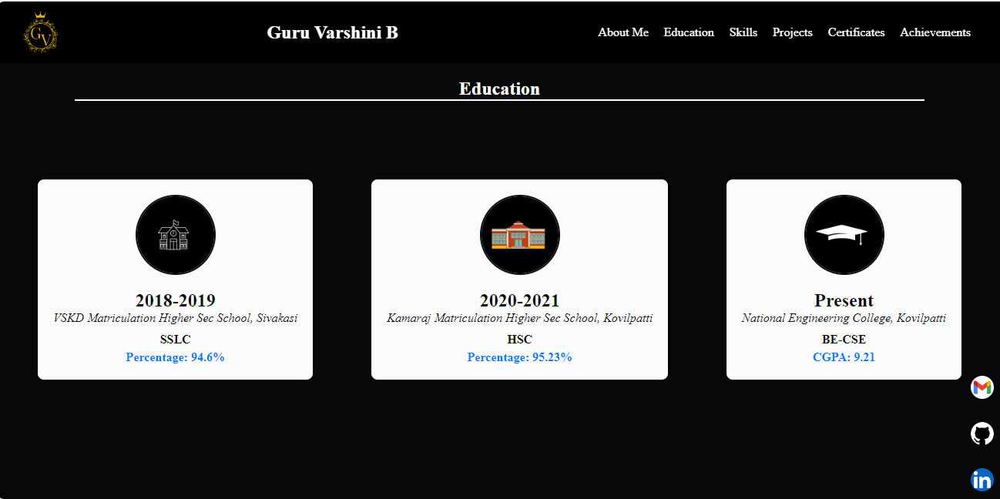 GV
Guru Varshini B
About Me Education Skills Projects Certificates Achievements
Education
2018-2019
VSKD Matriculation Higher Sec School, Sivakasi
SSLC
Percentage: 94.6%
2020-2021
Kamaraj Matriculation Higher Sec School, Kovilpatti
HSC
Percentage: 95.23%
Present
National Engineering College, Kovilpatti
BE-CSE
CGPA: 9.21
in